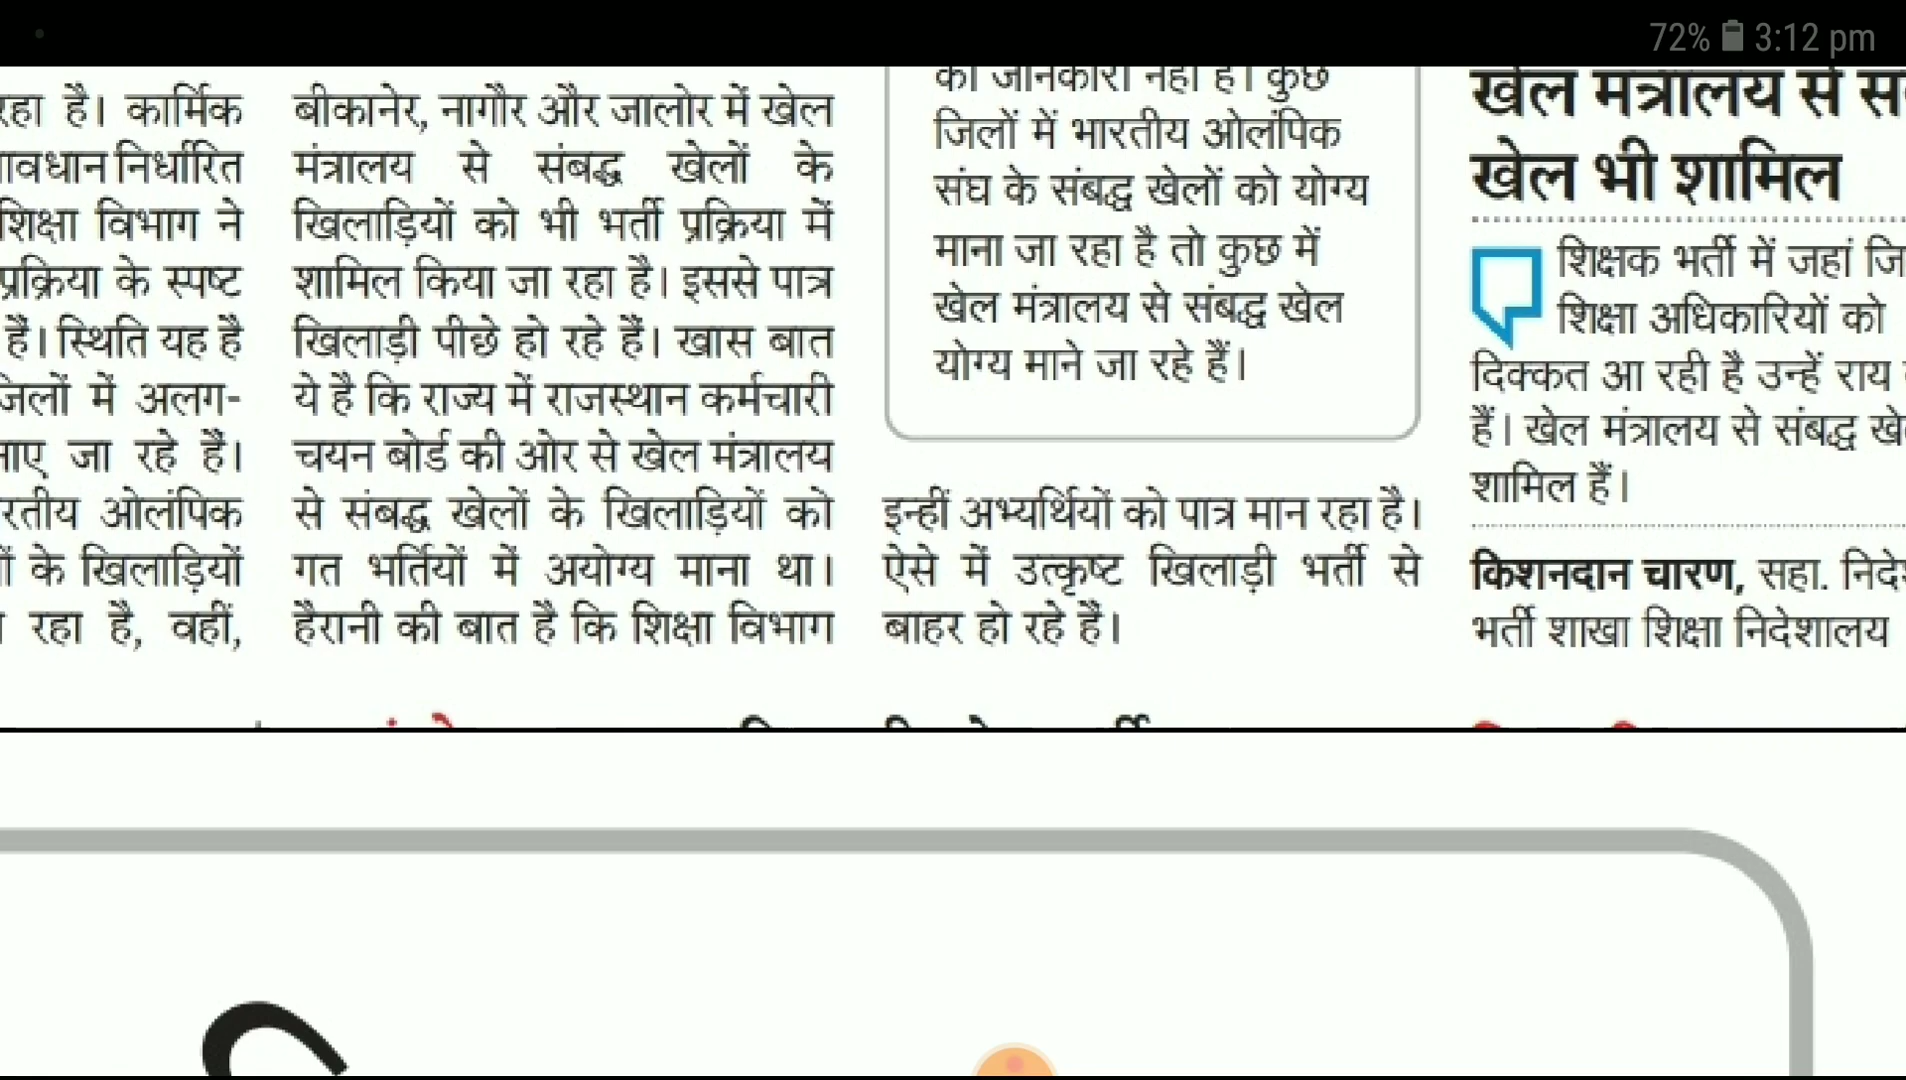 72% 3:12 pm
रहा है। कार्मिक
निर्धारित
शिक्षा विभाग ने
प्रक्रिया के स्पष्ट
है। स्थिति यह है
जिलों में अलग-
जा रहे हैं।
ओलंपिक
के खिलाड़ियों
रहा है, वहीं,
बीकानेर, नागौर और जालोर में खेल
मंत्रालय से संबद्ध खेलों के
खिलाड़ियों को भी भर्ती प्रक्रिया में
शामिल किया जा रहा है। इससे पात्र
खिलाड़ी पीछे हो रहे हैं। खास बात
ये है कि राज्य में राजस्थान कर्मचारी
चयन बोर्ड की ओर से खेल मंत्रालय
से संबद्ध खेलों के खिलाड़ियों को
गत भर्तियों में अयोग्य माना था।
हैरानी की बात है कि शिक्षा विभाग
की जानकारी नहीं है। कुछ
जिलों में भारतीय ओलंपिक
संघ के संबद्ध खेलों को योग्य
माना जा रहा है तो कुछ में
खेल मंत्रालय से संबद्ध खेल
योग्य माने जा रहे हैं।
इन्हीं अभ्यर्थियों को पात्र मान रहा है।
ऐसे में उत्कृष्ट खिलाड़ी भर्ती से
बाहर हो रहे हैं।
खेल मंत्रालय से
खेल भी शामिल
शिक्षक भर्ती में जहां
शिक्षा अधिकारियों को
दिक्कत आ रही है उन्हें राय
हैं। खेल मंत्रालय से संबद्ध
शामिल हैं।
किशनदान चारण, सहा.
भर्ती शाखा शिक्षा निदेशालय